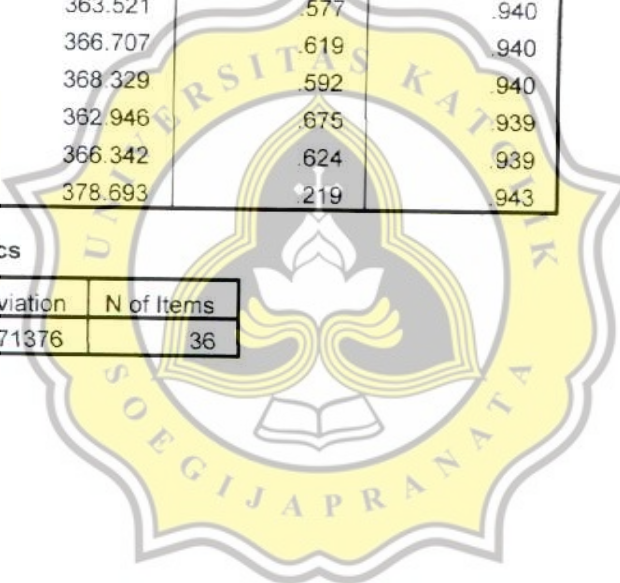 363.521 .577 .940
366.707 .619 .940
368.329 .592 .940
362.946 .675 .939
366.342 .624 .939
378.693 .219 .943
cs
viation N of Items
71376 36
UNIVERSITAS KATOLIK
SOEGIJAPRANATA